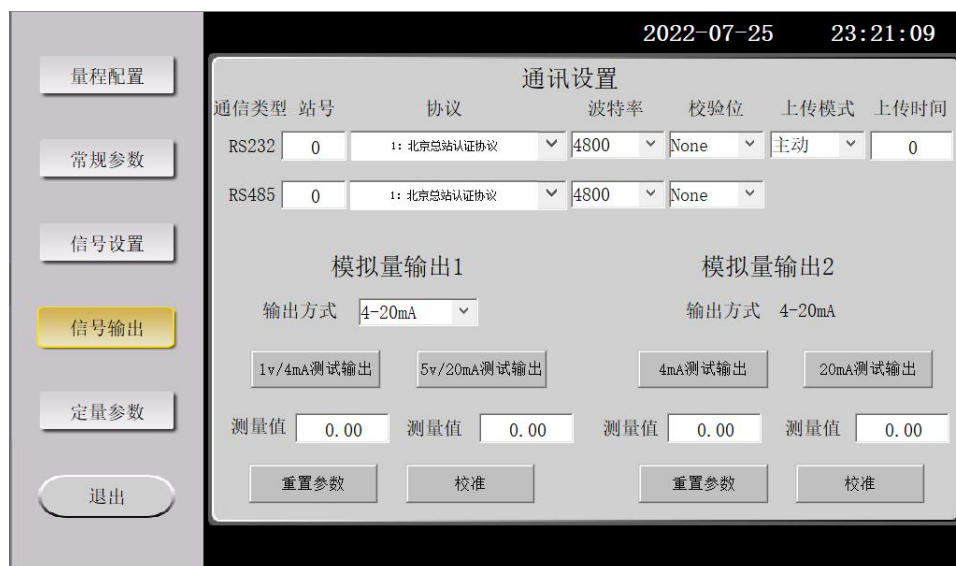 2022-07-25 23:21:09
量程配置
常规参数
信号设置
信号输出
定量参数
退出
通讯设置
通信类型 站号 协议 波特率 校验位 上传模式 上传时间
RS232 0 1: 北京总站认证协议 4800 None 主动 0
RS485 0 1: 北京总站认证协议 4800 None
模拟量输出1 模拟量输出2
输出方式 4-20mA 输出方式 4-20mA
1v/4mA测试输出 5v/20mA测试输出 4mA测试输出 20mA测试输出
测量值 0.00 测量值 0.00 测量值 0.00 测量值 0.00
重置参数 校准 重置参数 校准